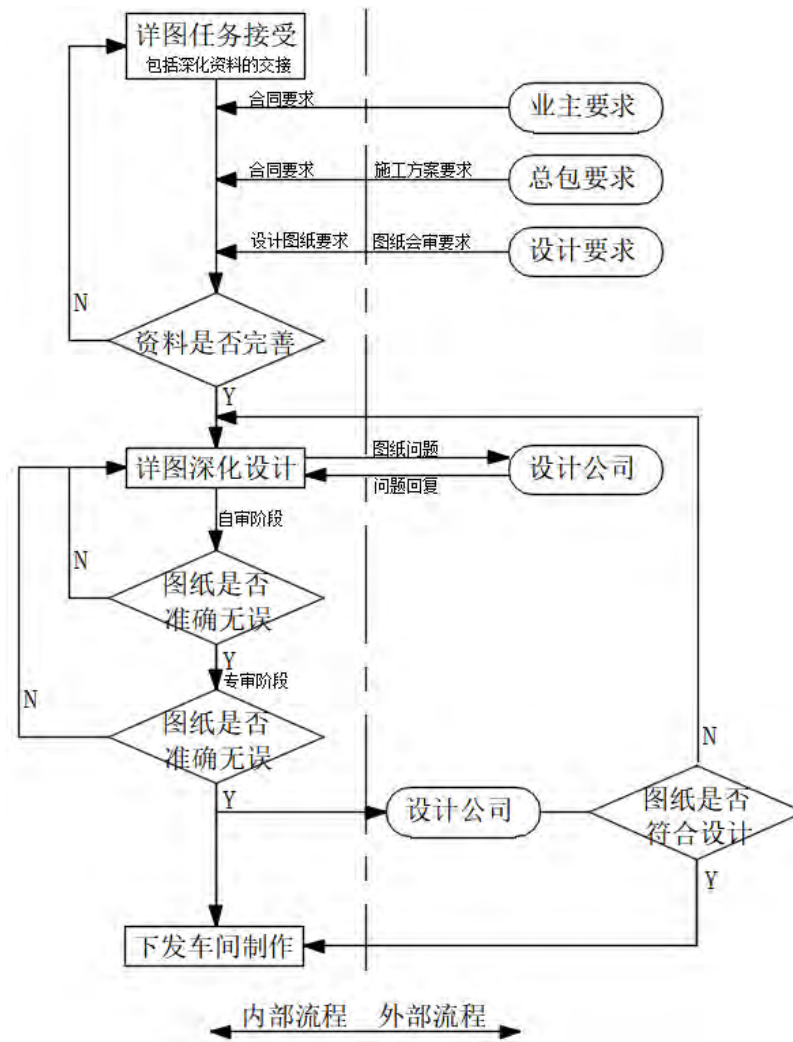 详图任务接受
包括深化资料的交接
合同要求
业主要求
合同要求
施工方案要求
总包要求
设计图纸要求
图纸会审要求
设计要求
N
资料是否完善
Y
详图深化设计
图纸问题
问题回复
设计公司
自审阶段
N
图纸是否
准确无误
Y
专审阶段
N
图纸是否
准确无误
Y
设计公司
N
图纸是否
符合设计
Y
下发车间制作
内部流程
外部流程